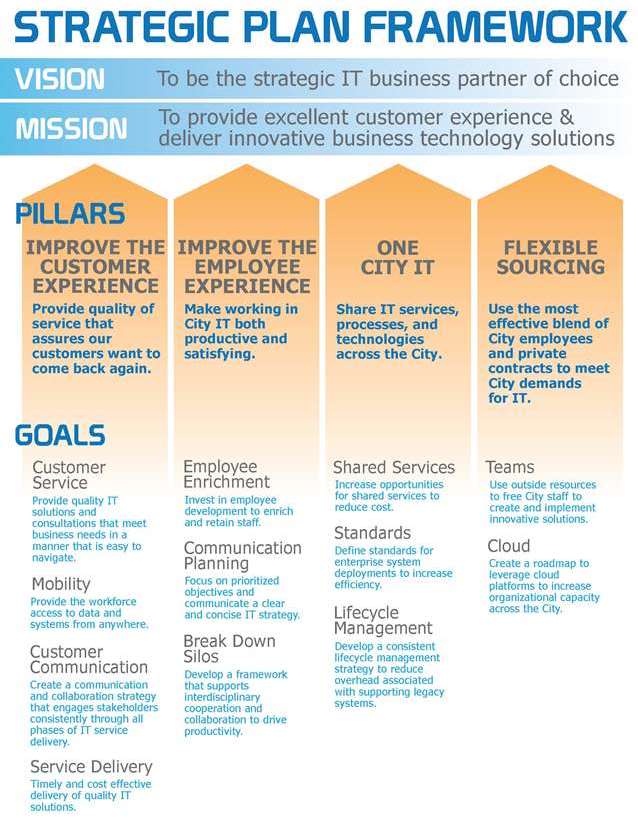 STRATEGIC PLAN FRAMEWORK
VISION To be the strategic IT business partner of choice
MISSION To provide excellent customer experience &
deliver innovative business technology solutions
PILLARS
IMPROVE THE
CUSTOMER
EXPERIENCE
Provide quality of
service that
assures our
customers want to
come back again.
IMPROVE THE
EMPLOYEE
EXPERIENCE
Make working in
City IT both
productive and
satisfying.
ONE
CITY IT
Share IT services,
processes, and
technologies
across the City.
FLEXIBLE
SOURCING
Use the most
effective blend of
City employees
and private
contracts to meet
City demands
for IT.
GOALS
Customer
Service
Provide quality IT
solutions and
consultations that meet
business needs in a
manner that is easy to
navigate.
Mobility
Provide the workforce
access to data and
systems from anywhere.
Customer
Communication
Create a communication
and collaboration strategy
that engages stakeholders
consistently through all
phases of IT service
delivery.
Service Delivery
Timely and cost effective
delivery of quality IT
solutions.
Employee
Enrichment
Invest in employee
development to enrich
and retain staff.
Communication
Planning
Focus on prioritized
objectives and
communicate a clear
and concise IT strategy.
Break Down
Silos
Develop a framework
that supports
interdisciplinary
cooperation and
collaboration to drive
productivity.
Shared Services
Increase opportunities
for shared services to
reduce cost.
Standards
Define standards for
enterprise system
deployments to increase
efficiency.
Lifecycle
Management
Develop a consistent
lifecycle management
strategy to reduce
overhead associated
with supporting legacy
systems.
Teams
Use outside resources
to free City staff to
create and implement
innovative solutions.
Cloud
Create a roadmap to
leverage cloud
platforms to increase
organizational capacity
across the City.